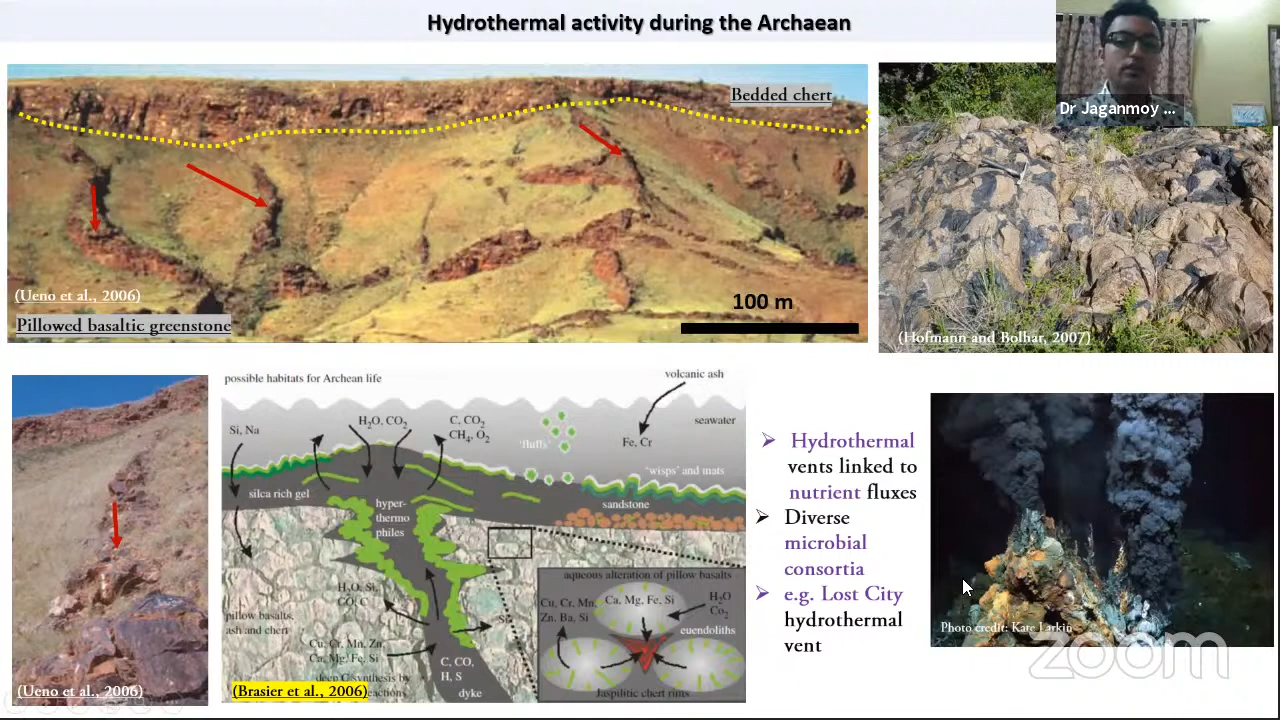 Hydrothermal activity during the Archaean
Dr Jaganmoy ...
Bedded chert
(Ueno et al., 2006)
Pillowed basaltic greenstone
100 m
(Hofmann and Bolhar, 2007)
(Ueno et al., 2006)
possible habitats for Archean life
volcanic ash
seawater
Si, Na
H₂O, CO₂
C, CO₂
CH₄, O₂
'fluffs'
Fe, Cr
'wisps' and mats
silca rich gel
sandstone
hyper-
thermo
philes
H₂O, Si,
CO, C
pillow basalts,
ash and chert
Cu, Cr, Mn, Zn,
Ca, Mg, Fe, Si
deep C synthesis by
reactions
(Brasier et al., 2006)
C, CO,
H, S
dyke
aqueous alteration of pillow basalts
Cu, Cr, Mn,
Zn, Ba, Si
Ca, Mg, Fe, Si
H₂O
Co₂
euendoliths
Jaspilitic chert rims
➢ Hydrothermal
vents linked to
nutrient fluxes
➢ Diverse
microbial
consortia
➢ e.g. Lost City
hydrothermal
vent
Photo credit: Kate Larkin
zoom